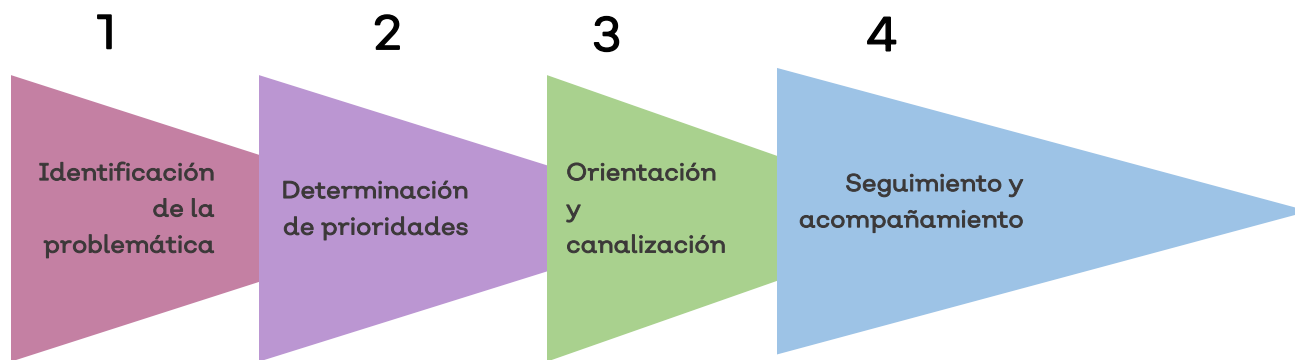 1
2
3
4
Identificación
de la
problemática
Determinación
de prioridades
Orientación
y
canalización
Seguimiento y
acompañamiento